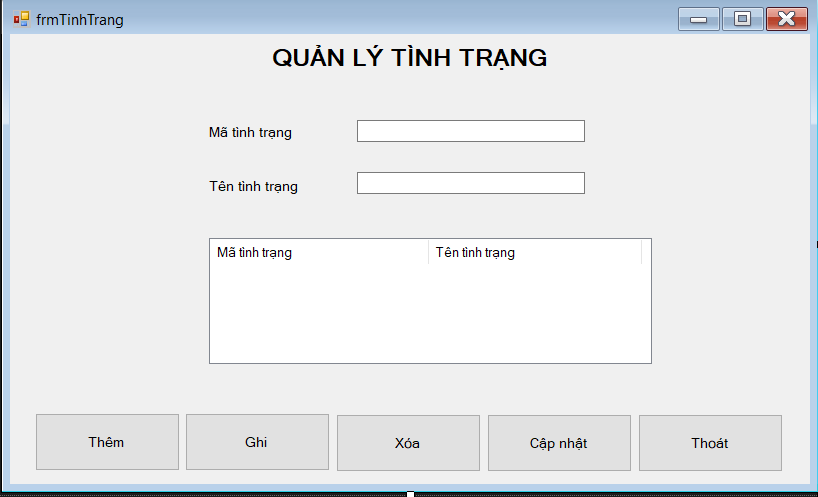 frmTinhTrang
QUẢN LÝ TÌNH TRẠNG
Mã tình trạng
Tên tình trạng
Mã tình trạng Tên tình trạng
Thêm Ghi Xóa Cập nhật Thoát